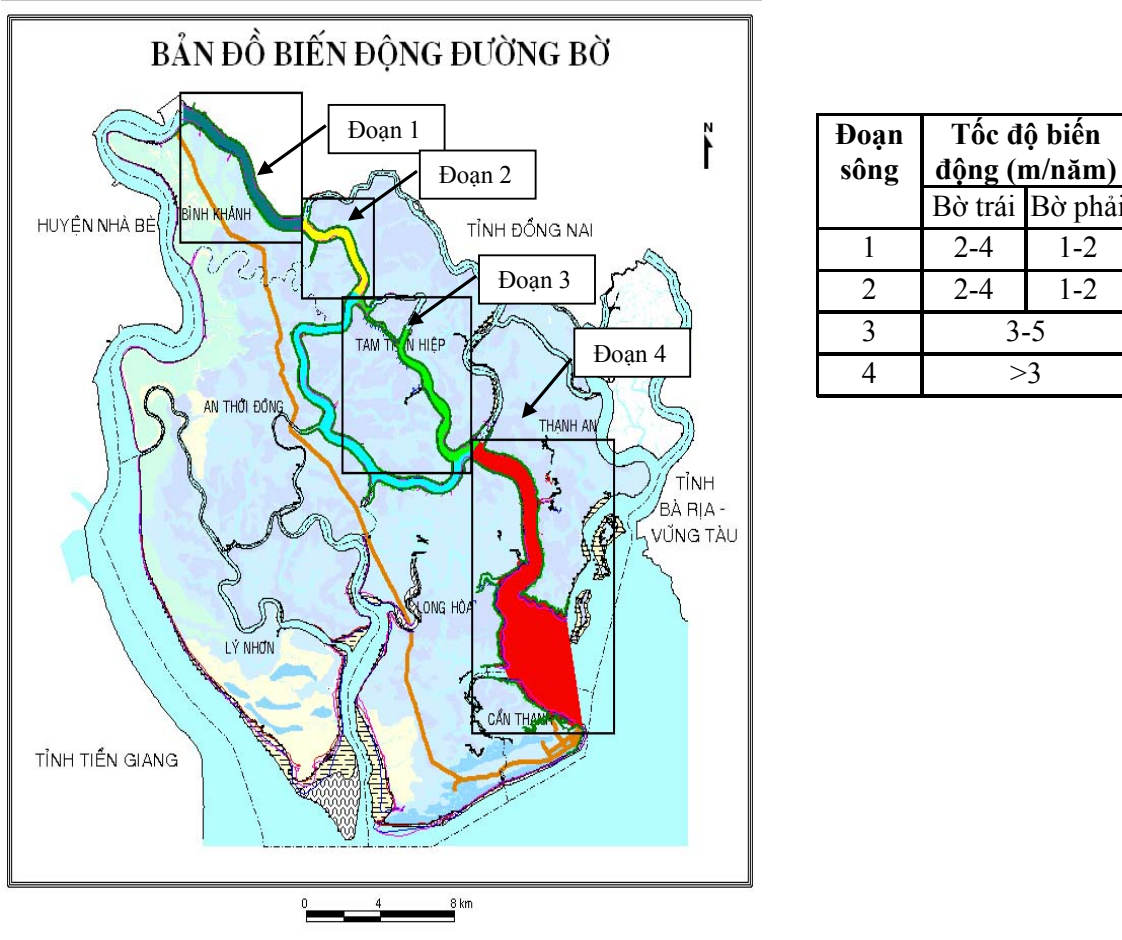 BẢN ĐỒ BIẾN ĐỘNG ĐƯỜNG BỜ
Đoạn 1
N
Đoạn 2
BÌNH KHÁNH
HUYỆN NHÀ BÈ
TỈNH ĐỒNG NAI
Đoạn 3
TAM THÔN HIỆP
Đoạn 4
AN THỚI ĐÔNG
THẠNH AN
TỈNH
BÀ RỊA -
VŨNG TÀU
LONG HÒA
LÝ NHƠN
CẦN THẠNH
TỈNH TIỀN GIANG
0 4 8 km
Đoạn sông
Tốc độ biến
động (m/năm)
Bờ trái Bờ phải
1 2-4 1-2
2 2-4 1-2
3 3-5
4 >3